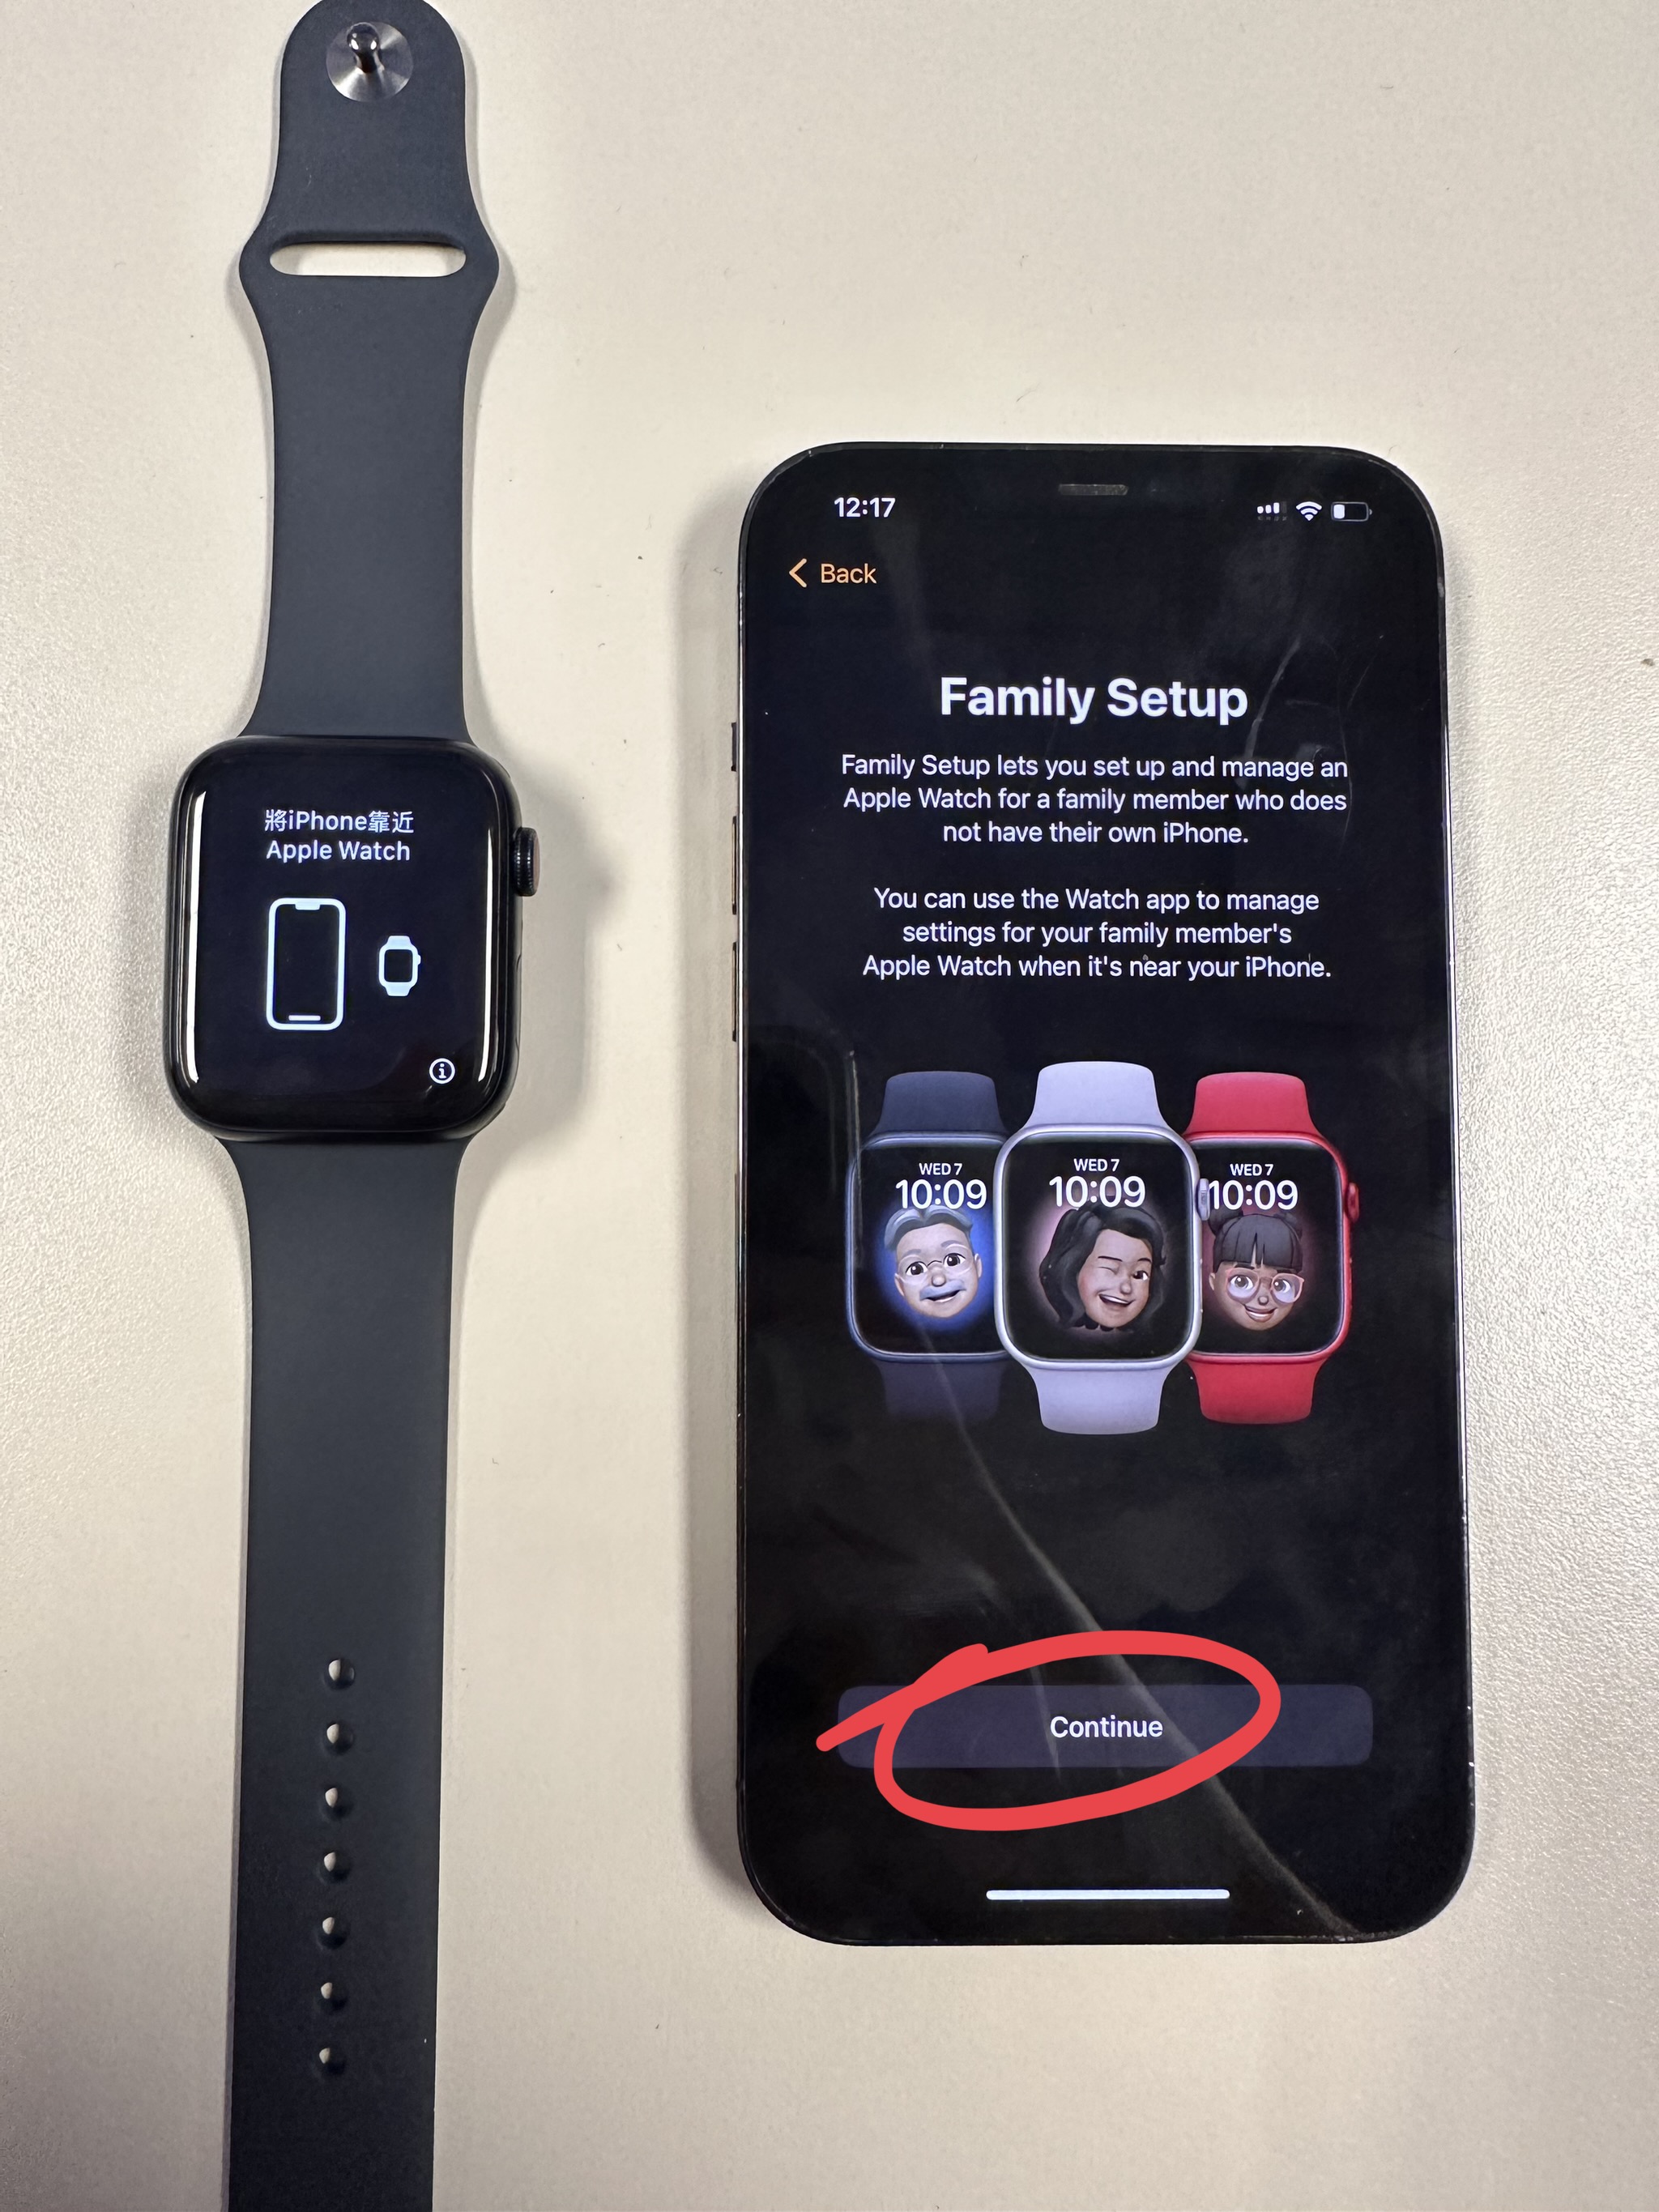 將iPhone靠近
Apple Watch
12:17
Back
Family Setup
Family Setup lets you set up and manage an
Apple Watch for a family member who does
not have their own iPhone.
You can use the Watch app to manage
settings for your family member's
Apple Watch when it's near your iPhone.
WED 7
10:09
WED 7
10:09
WED 7
10:09
Continue